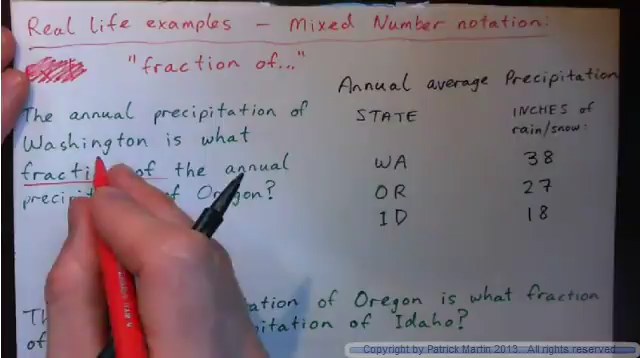 Real life examples – Mixed Number notation:
"fraction of..."
Annual average Precipitation
STATE INCHES of
rain/snow:
WA 38
OR 27
ID 18
The annual precipitation of
Washington is what
of the annual
of Oregon?
of Oregon is what fraction
of of Idaho?
Copyright by Patrick Martin 2013. All rights reserved